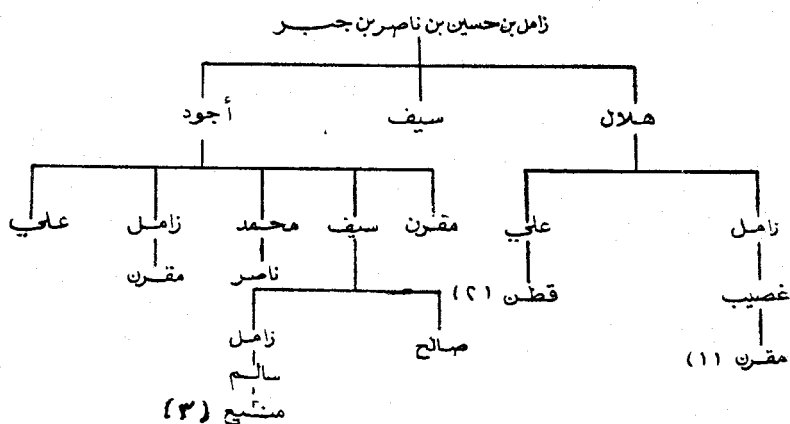 زامل بن حسين بن ناصر بن جبر
هلال سيف أجود
زامل علي مقرن سيف محمد زامل علي
غصيب قطن (٢) ناصر مقرن
مقرن (١) صالح زامل
سالم
منيع (٣)